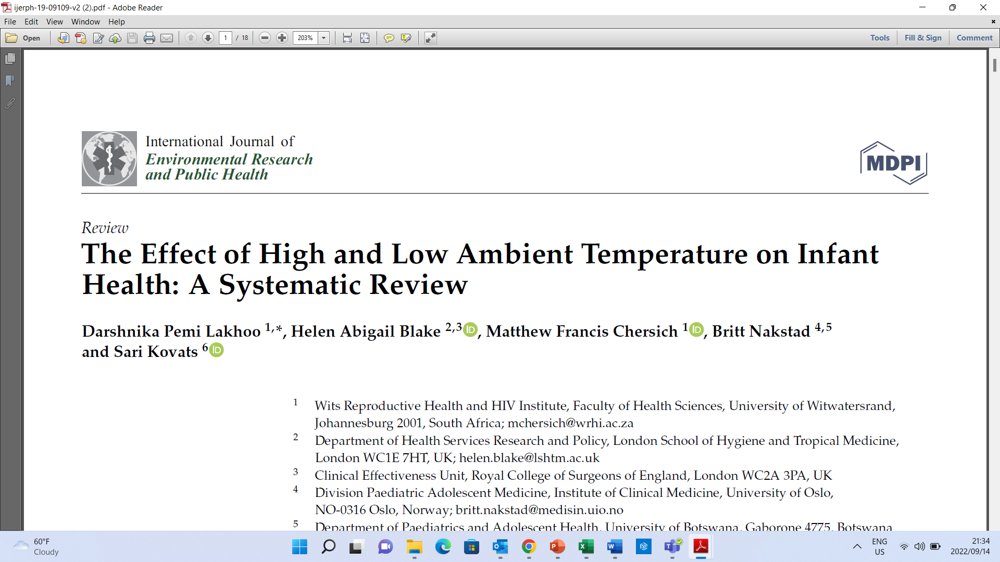 ijerph-19-09109-v2 (2).pdf - Adobe Reader
File Edit View Window Help
Open 1 / 18 203% Tools Fill & Sign Comment
International Journal of
Environmental Research
and Public Health
MDPI
Review
The Effect of High and Low Ambient Temperature on Infant
Health: A Systematic Review
Darshnika Pemi Lakhoo 1,*, Helen Abigail Blake 2,3 iD, Matthew Francis Chersich 1 iD, Britt Nakstad 4,5
and Sari Kovats 6 iD
1 Wits Reproductive Health and HIV Institute, Faculty of Health Sciences, University of Witwatersrand,
Johannesburg 2001, South Africa; mchersich@wrhi.ac.za
2 Department of Health Services Research and Policy, London School of Hygiene and Tropical Medicine,
London WC1E 7HT, UK; helen.blake@lshtm.ac.uk
3 Clinical Effectiveness Unit, Royal College of Surgeons of England, London WC2A 3PA, UK
4 Division Paediatric Adolescent Medicine, Institute of Clinical Medicine, University of Oslo,
NO-0316 Oslo, Norway; britt.nakstad@medisin.uio.no
5 Department of Paediatrics and Adolescent Health, University of Botswana, Gaborone 4775, Botswana
60°F
Cloudy
ENG
US
21:34
2022/09/14